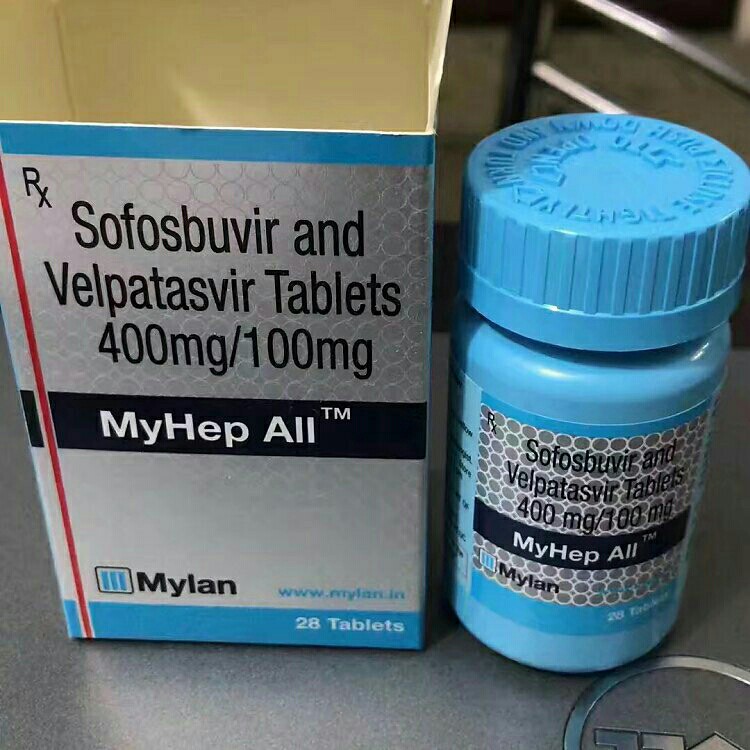 Rx
Sofosbuvir and
Velpatasvir Tablets
400mg/100mg
MyHep All™
Mylan
www.mylan.in
28 Tablets
Rx
Sofosbuvir and
Velpatasvir Tablets
400 mg/100 mg
MyHep All™
Mylan
28 Tablets